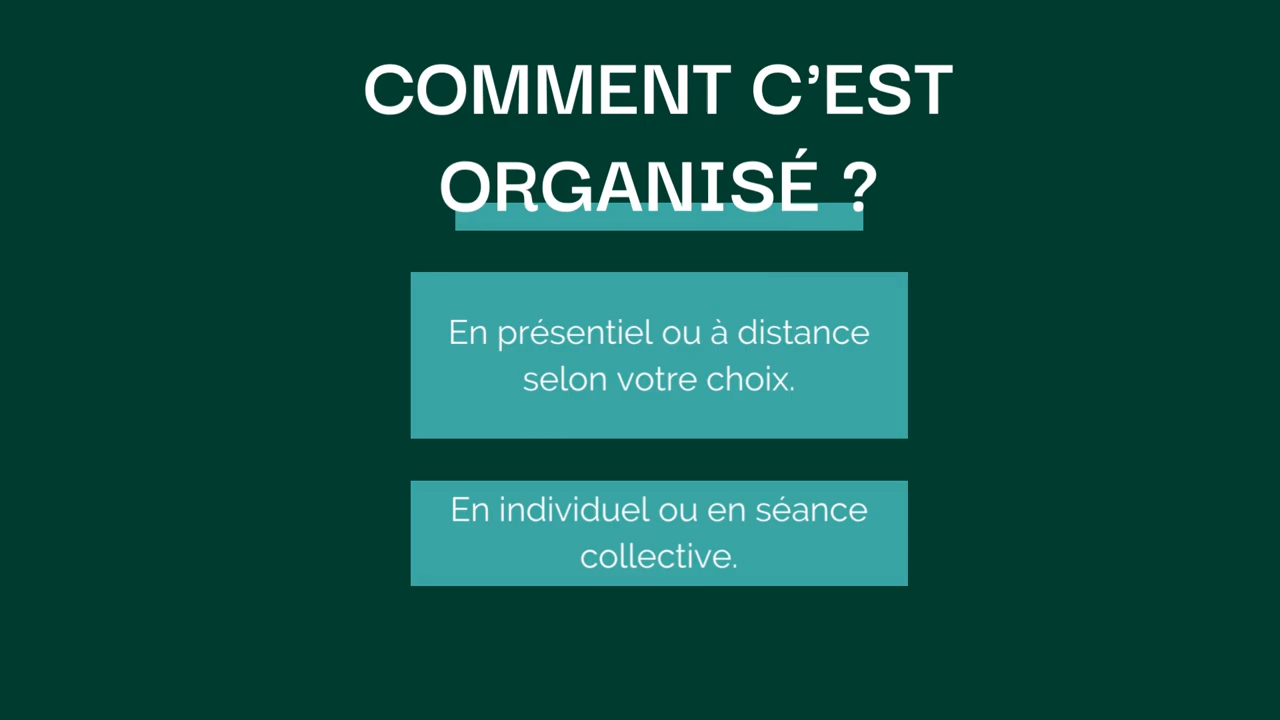 COMMENT C’EST
ORGANISÉ ?
En présentiel ou à distance
selon votre choix.
En individuel ou en séance
collective.